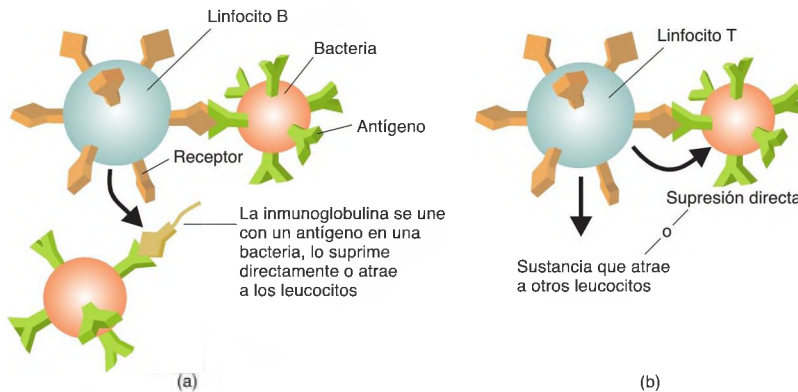 Linfocito B
Bacteria
Antígeno
Receptor
La inmunoglobulina se une
con un antígeno en una
bacteria, lo suprime
directamente o atrae
a los leucocitos
(a)
Linfocito T
Supresión directa
o
Sustancia que atrae
a otros leucocitos
(b)